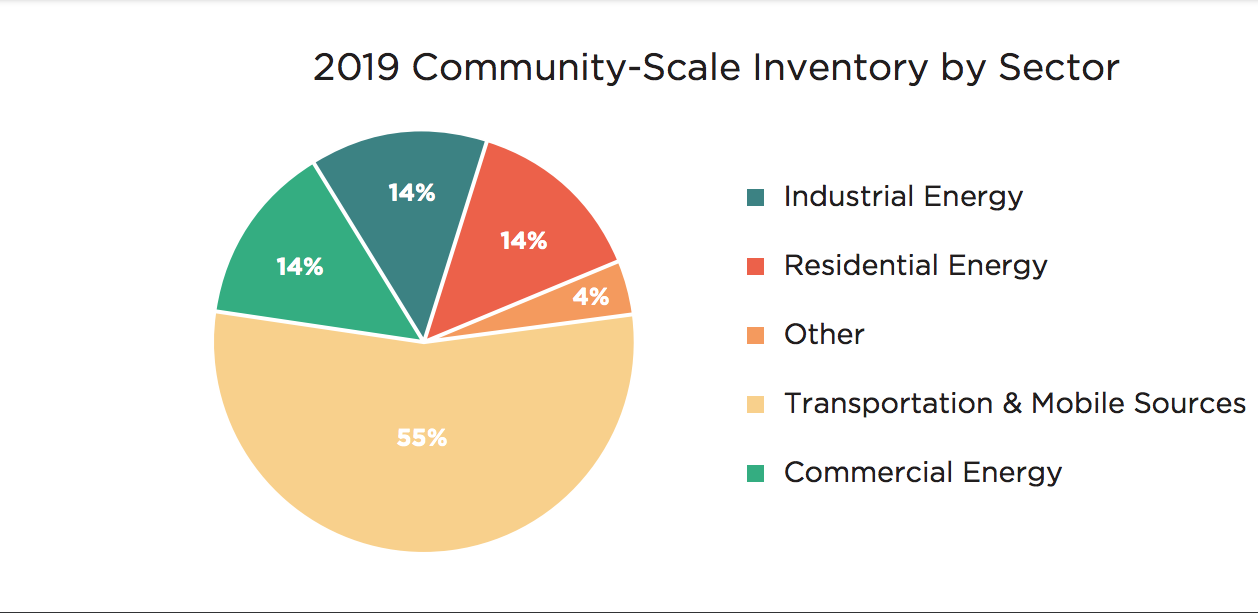 2019 Community-Scale Inventory by Sector
14%
14%
14%
4%
55%
Industrial Energy
Residential Energy
Other
Transportation & Mobile Sources
Commercial Energy